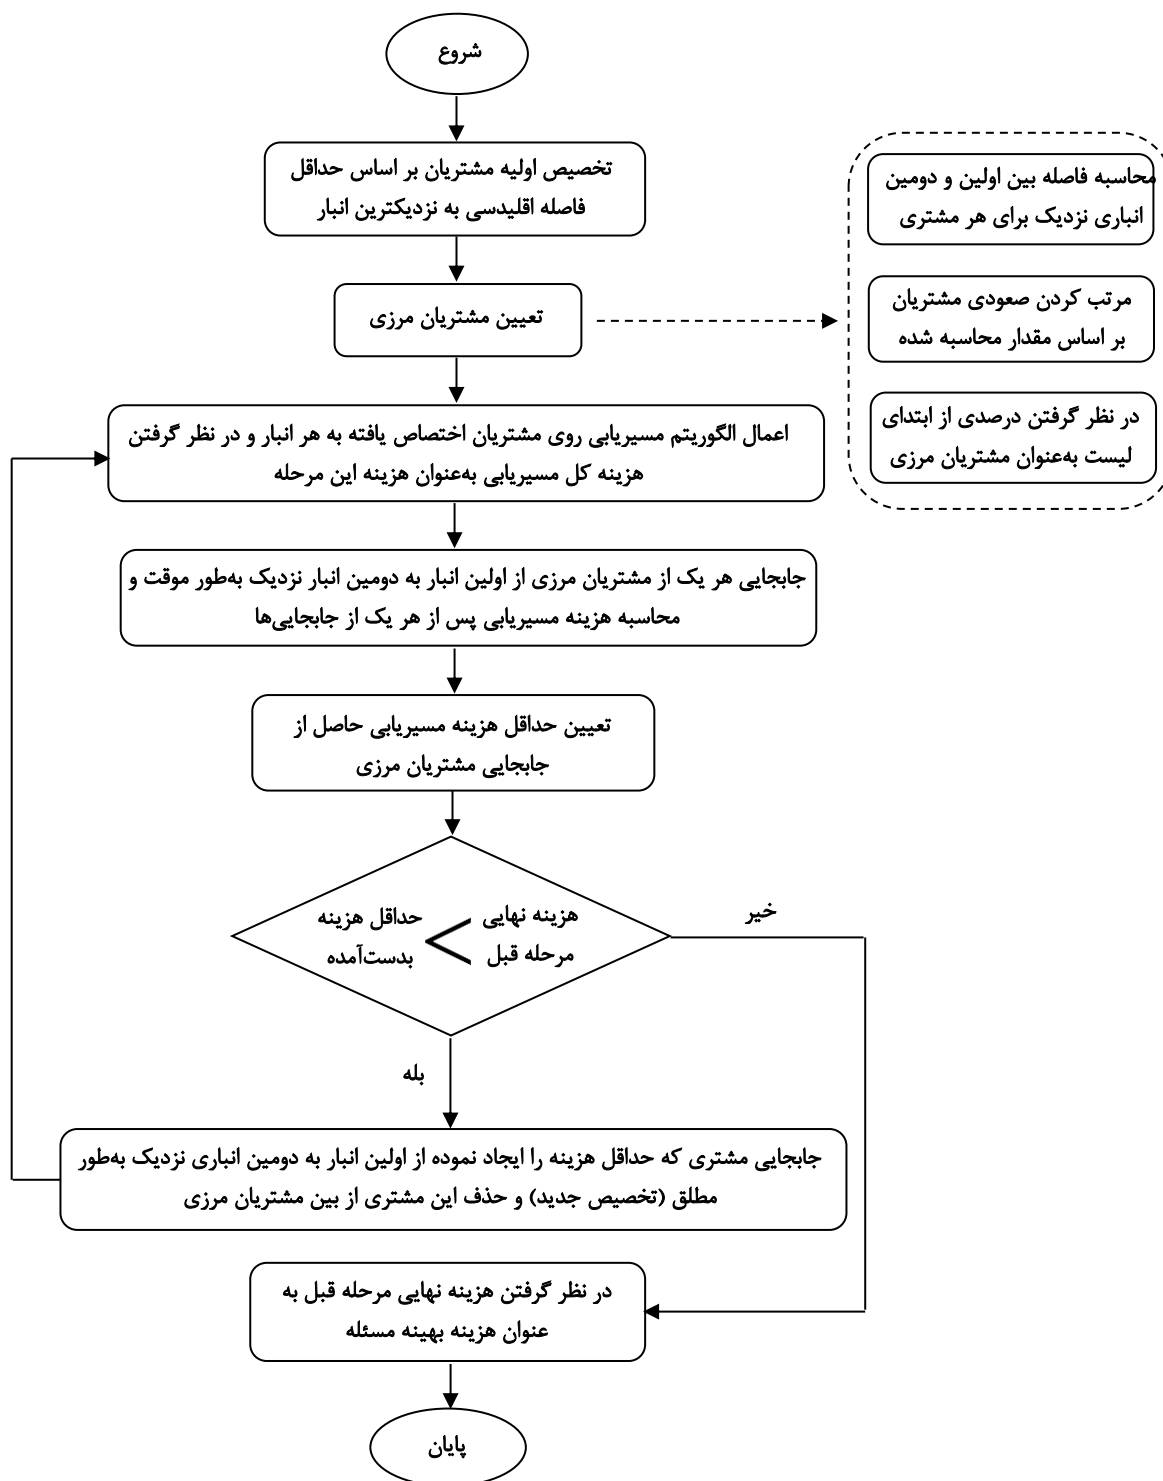 شروع
تخصیص اولیه مشتریان بر اساس حداقل
فاصله اقلیدسی به نزدیکترین انبار
تعیین مشتریان مرزی
محاسبه فاصله بین اولین و دومین
انباری نزدیک برای هر مشتری
مرتب کردن صعودی مشتریان
بر اساس مقدار محاسبه شده
در نظر گرفتن درصدی از ابتدای
لیست به‌عنوان مشتریان مرزی
اعمال الگوریتم مسیریابی روی مشتریان اختصاص یافته به هر انبار و در نظر گرفتن
هزینه کل مسیریابی به‌عنوان هزینه این مرحله
جابجایی هر یک از مشتریان مرزی از اولین انبار به دومین انبار نزدیک به‌طور موقت و
محاسبه هزینه مسیریابی پس از هر یک از جابجایی‌ها
تعیین حداقل هزینه مسیریابی حاصل از
جابجایی مشتریان مرزی
هزینه نهایی
مرحله قبل
<
حداقل هزینه
بدست‌آمده
خیر
بله
جابجایی مشتری که حداقل هزینه را ایجاد نموده از اولین انبار به دومین انباری نزدیک به‌طور
مطلق (تخصیص جدید) و حذف این مشتری از بین مشتریان مرزی
در نظر گرفتن هزینه نهایی مرحله قبل به
عنوان هزینه بهینه مسئله
پایان